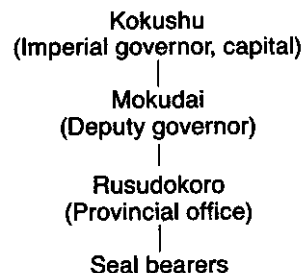 Kokushu
(Imperial governor, capital)
Mokudai
(Deputy governor)
Rusudokoro
(Provincial office)
Seal bearers